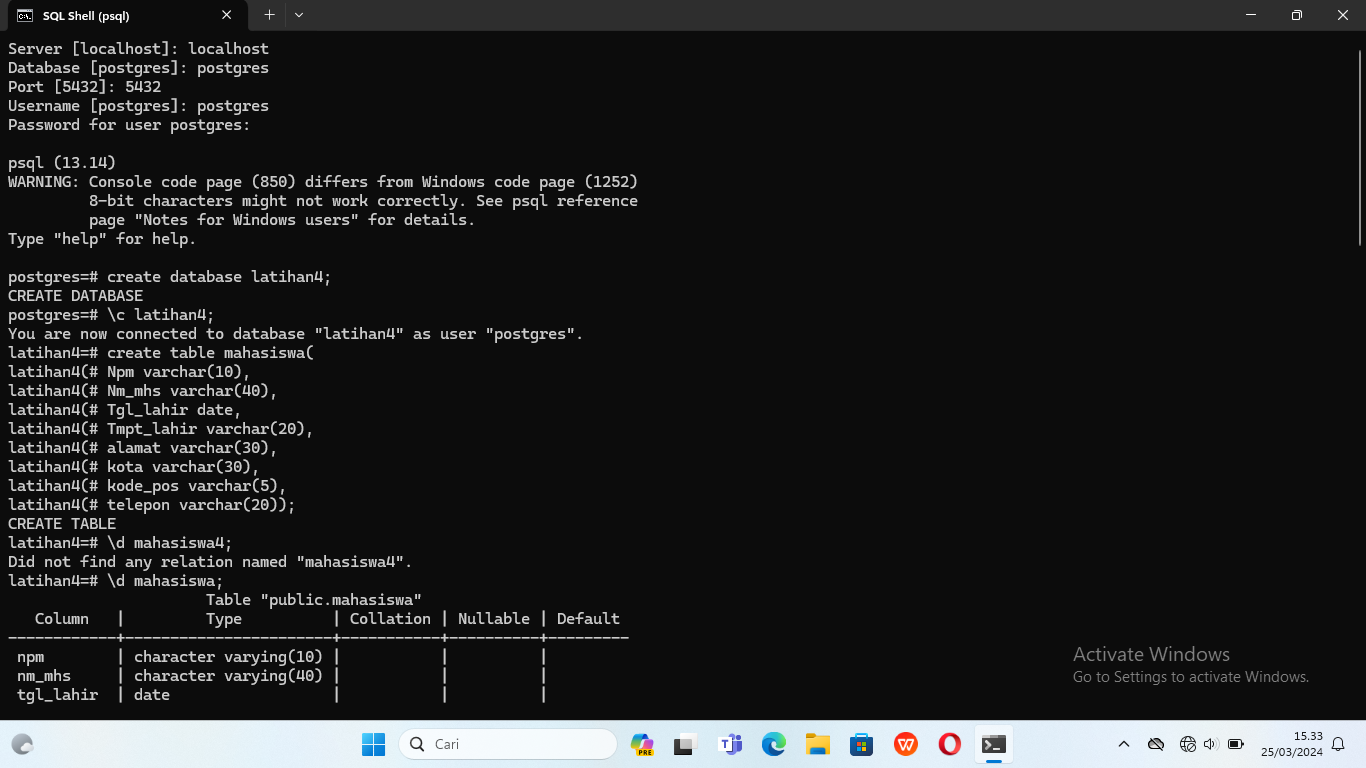 SQL Shell (psql)
Server [localhost]: localhost
Database [postgres]: postgres
Port [5432]: 5432
Username [postgres]: postgres
Password for user postgres:
psql (13.14)
WARNING: Console code page (850) differs from Windows code page (1252)
         8-bit characters might not work correctly. See psql reference
         page "Notes for Windows users" for details.
Type "help" for help.
postgres=# create database latihan4;
CREATE DATABASE
postgres=# \c latihan4;
You are now connected to database "latihan4" as user "postgres".
latihan4=# create table mahasiswa(
latihan4(# Npm varchar(10),
latihan4(# Nm_mhs varchar(40),
latihan4(# Tgl_lahir date,
latihan4(# Tmpt_lahir varchar(20),
latihan4(# alamat varchar(30),
latihan4(# kota varchar(30),
latihan4(# kode_pos varchar(5),
latihan4(# telepon varchar(20));
CREATE TABLE
latihan4=# \d mahasiswa4;
Did not find any relation named "mahasiswa4".
latihan4=# \d mahasiswa;
                      Table "public.mahasiswa"
   Column   |         Type          | Collation | Nullable | Default
------------+-----------------------+-----------+----------+---------
 npm        | character varying(10) |           |          |
 nm_mhs     | character varying(40) |           |          |
 tgl_lahir  | date                  |           |          |
Activate Windows
Go to Settings to activate Windows.
Cari
PRE
15.33
25/03/2024